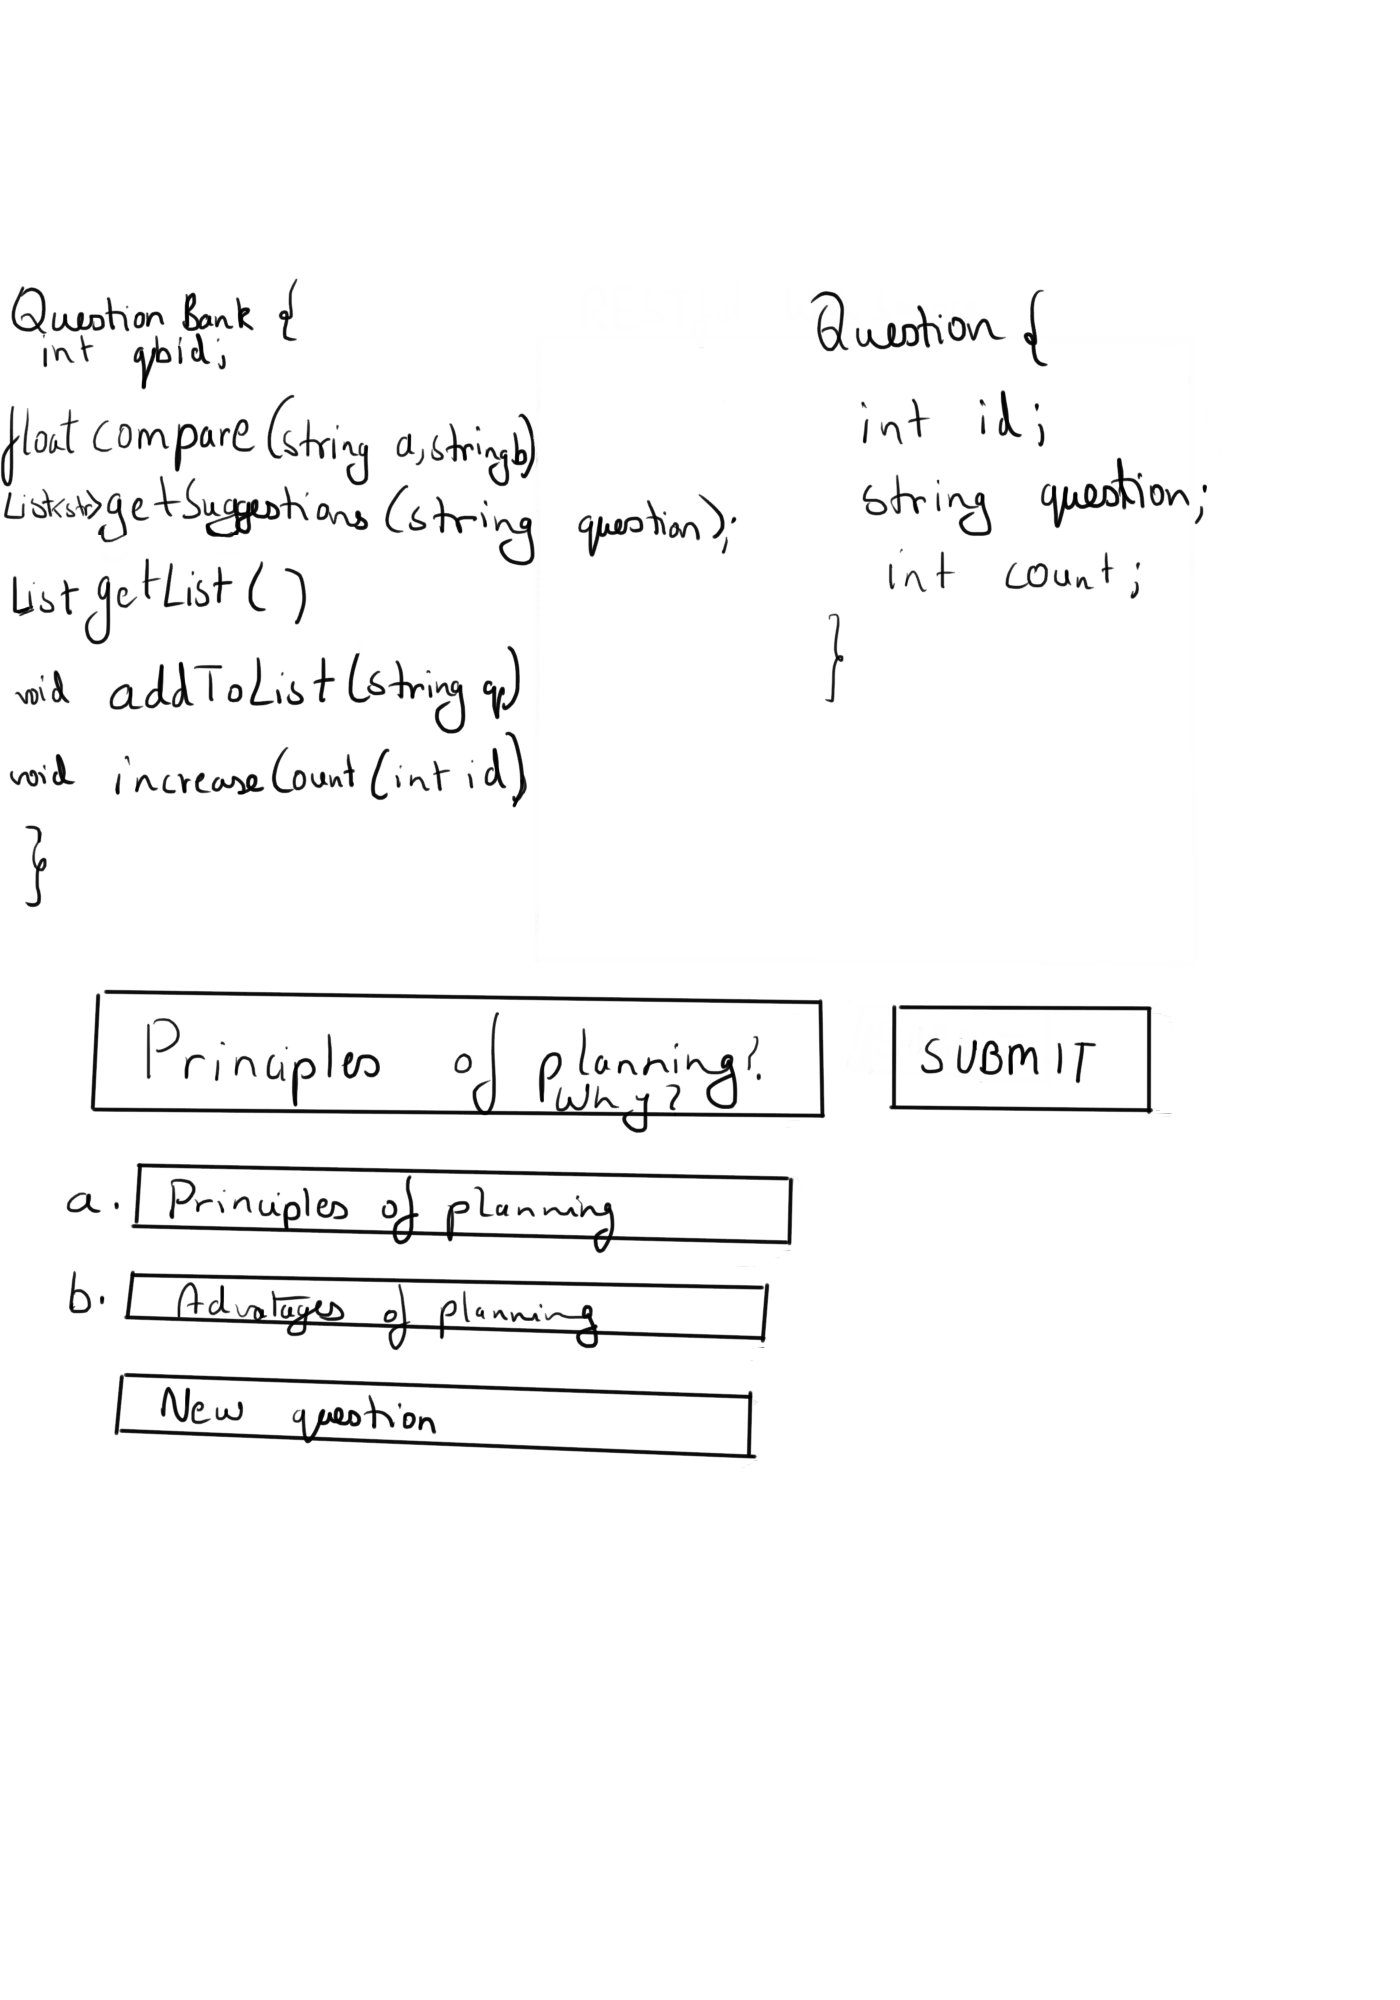 Question Bank {
int qbid;
float compare(string a, string b)
List<str> getSuggestions (string question);
List getList ( )
void addToList (string q)
void increaseCount (int id)
}
Question {
int id;
string question;
int count;
}
Principles of planning?
Why?
SUBMIT
a. Principles of planning
b. Advatages of planning
New question